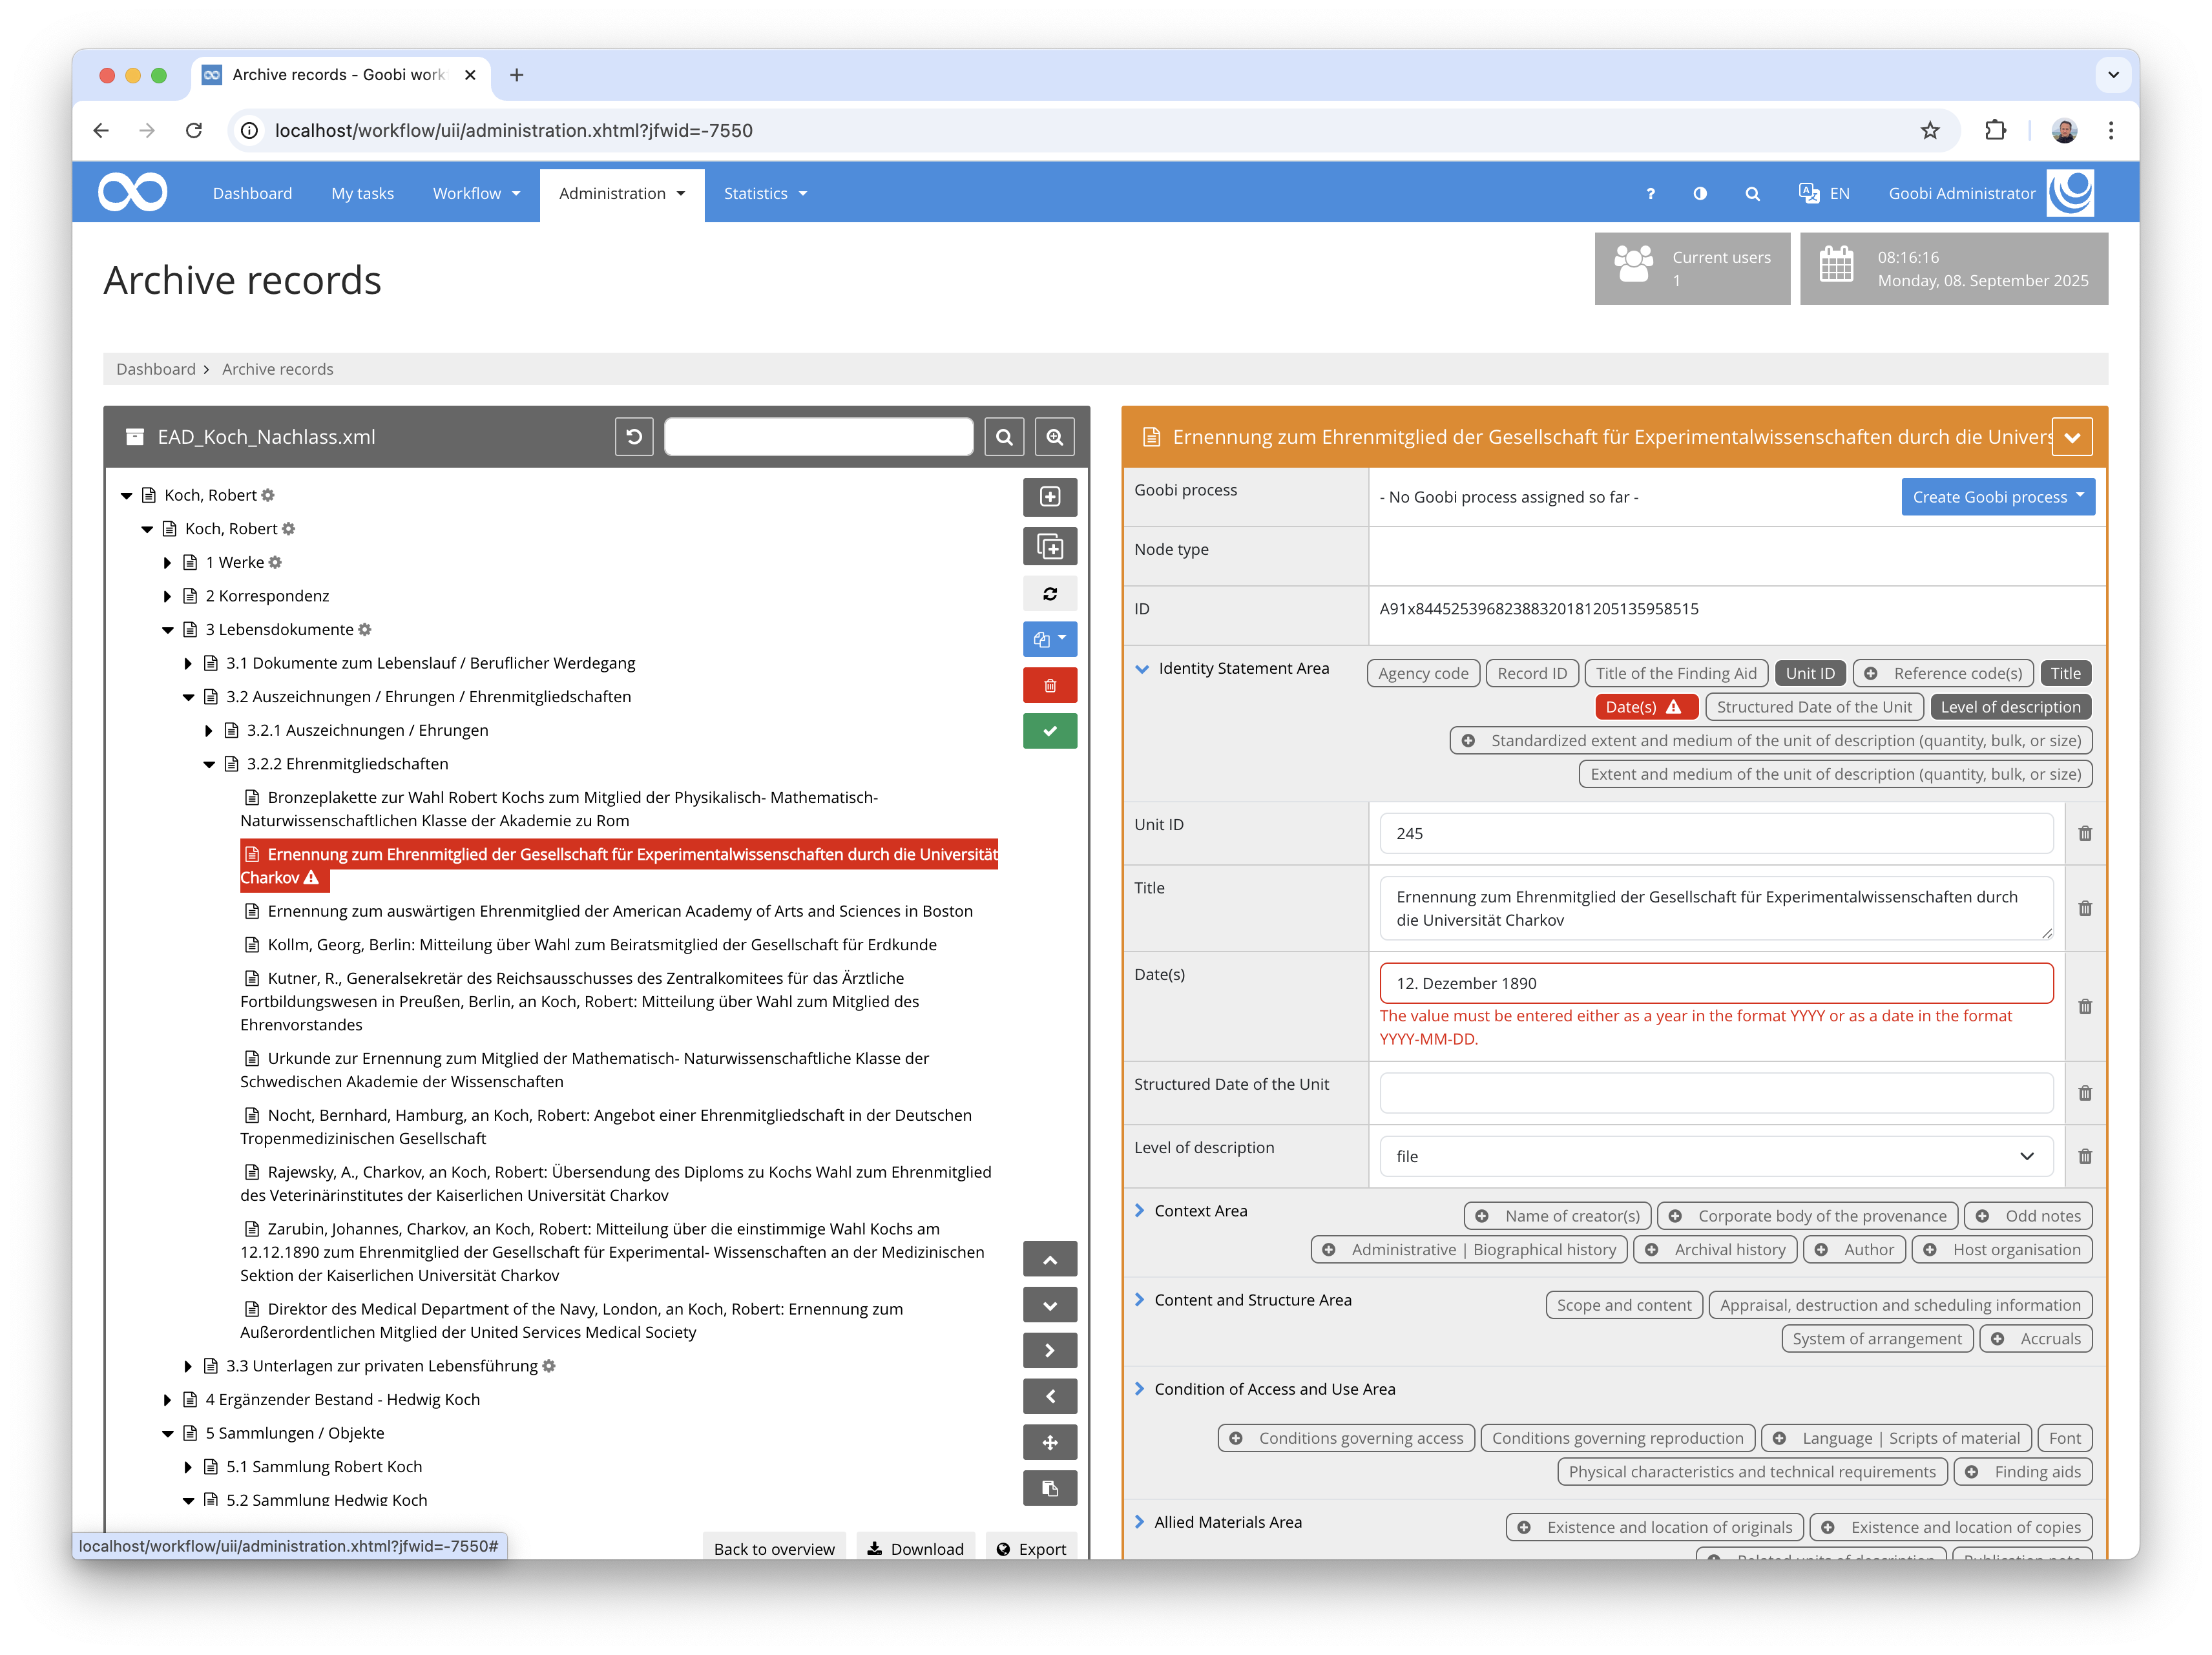 Archive records - Goobi work
localhost/workflow/uii/administration.xhtml?jfwid=-7550
Dashboard My tasks Workflow Administration Statistics ? EN Goobi Administrator
Archive records
Current users
1
08:16:16
Monday, 08. September 2025
Dashboard > Archive records
EAD_Koch_Nachlass.xml
Koch, Robert
Koch, Robert
1 Werke
2 Korrespondenz
3 Lebensdokumente
3.1 Dokumente zum Lebenslauf / Beruflicher Werdegang
3.2 Auszeichnungen / Ehrungen / Ehrenmitgliedschaften
3.2.1 Auszeichnungen / Ehrungen
3.2.2 Ehrenmitgliedschaften
Bronzeplakette zur Wahl Robert Kochs zum Mitglied der Physikalisch- Mathematisch-
Naturwissenschaftlichen Klasse der Akademie zu Rom
Ernennung zum Ehrenmitglied der Gesellschaft für Experimentalwissenschaften durch die Universität
Charkov
Ernennung zum auswärtigen Ehrenmitglied der American Academy of Arts and Sciences in Boston
Kollm, Georg, Berlin: Mitteilung über Wahl zum Beiratsmitglied der Gesellschaft für Erdkunde
Kutner, R., Generalsekretär des Reichsausschusses des Zentralkomitees für das Ärztliche
Fortbildungswesen in Preußen, Berlin, an Koch, Robert: Mitteilung über Wahl zum Mitglied des
Ehrenvorstandes
Urkunde zur Ernennung zum Mitglied der Mathematisch- Naturwissenschaftliche Klasse der
Schwedischen Akademie der Wissenschaften
Nocht, Bernhard, Hamburg, an Koch, Robert: Angebot einer Ehrenmitgliedschaft in der Deutschen
Tropenmedizinischen Gesellschaft
Rajewsky, A., Charkov, an Koch, Robert: Übersendung des Diploms zu Kochs Wahl zum Ehrenmitglied
des Veterinärinstitutes der Kaiserlichen Universität Charkov
Zarubin, Johannes, Charkov, an Koch, Robert: Mitteilung über die einstimmige Wahl Kochs am
12.12.1890 zum Ehrenmitglied der Gesellschaft für Experimental- Wissenschaften an der Medizinischen
Sektion der Kaiserlichen Universität Charkov
Direktor des Medical Department of the Navy, London, an Koch, Robert: Ernennung zum
Außerordentlichen Mitglied der United Services Medical Society
3.3 Unterlagen zur privaten Lebensführung
4 Ergänzender Bestand - Hedwig Koch
5 Sammlungen / Objekte
5.1 Sammlung Robert Koch
5.2 Sammlung Hedwig Koch
Back to overview Download Export
localhost/workflow/uii/administration.xhtml?jfwid=-7550#
Ernennung zum Ehrenmitglied der Gesellschaft für Experimentalwissenschaften durch die Univers
Goobi process - No Goobi process assigned so far - Create Goobi process
Node type
ID A91x84452539682388320181205135958515
Identity Statement Area Agency code Record ID Title of the Finding Aid Unit ID Reference code(s) Title
Date(s) Structured Date of the Unit Level of description
Standardized extent and medium of the unit of description (quantity, bulk, or size)
Extent and medium of the unit of description (quantity, bulk, or size)
Unit ID 245
Title Ernennung zum Ehrenmitglied der Gesellschaft für Experimentalwissenschaften durch
die Universität Charkov
Date(s) 12. Dezember 1890
The value must be entered either as a year in the format YYYY or as a date in the format
YYYY-MM-DD.
Structured Date of the Unit
Level of description file
Context Area Name of creator(s) Corporate body of the provenance Odd notes
Administrative | Biographical history Archival history Author Host organisation
Content and Structure Area Scope and content Appraisal, destruction and scheduling information
System of arrangement Accruals
Condition of Access and Use Area
Conditions governing access Conditions governing reproduction Language | Scripts of material Font
Physical characteristics and technical requirements Finding aids
Allied Materials Area Existence and location of originals Existence and location of copies
Related units of description Publication note